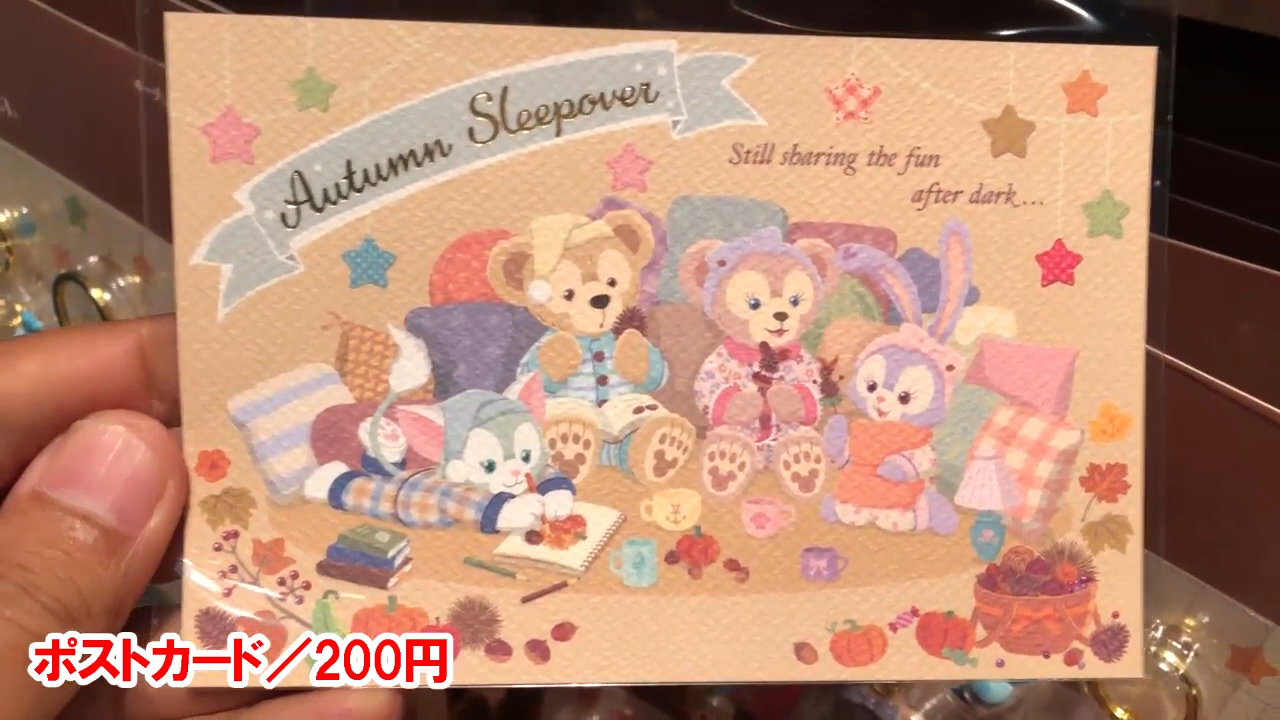 Autumn Sleepover
Still sharing the fun
after dark...
ポストカード／200円